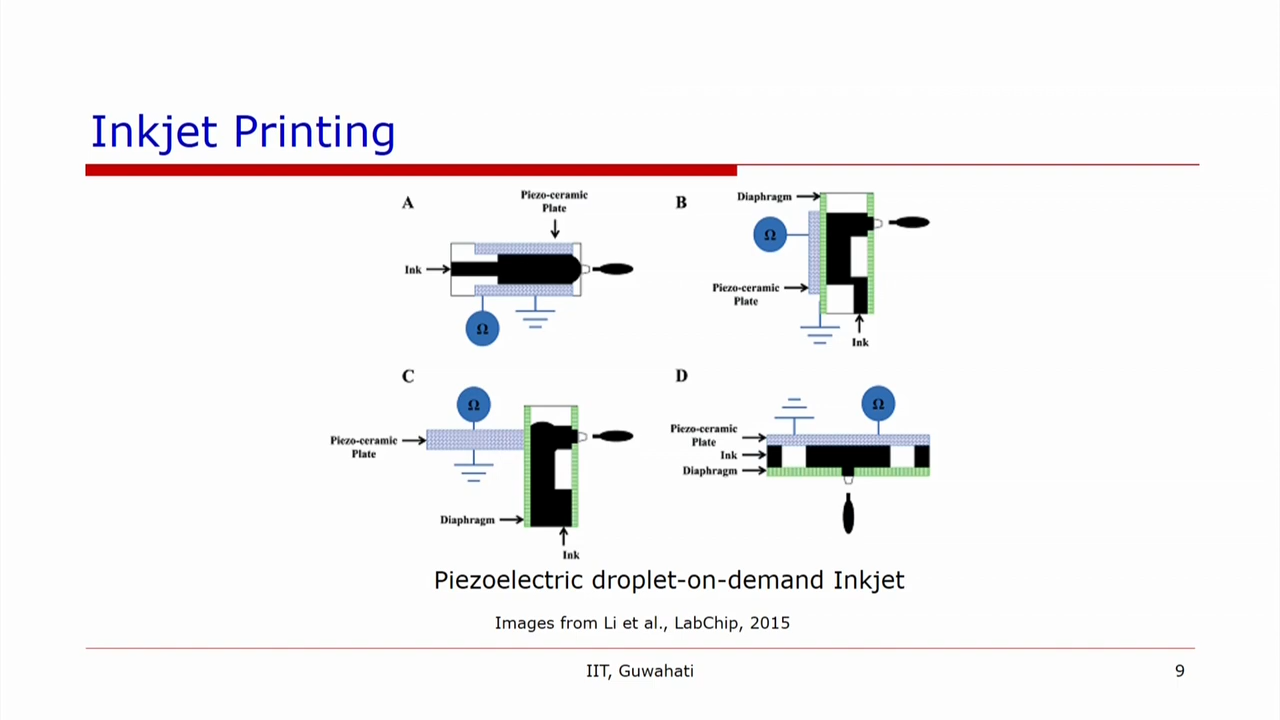 Inkjet Printing
A
Piezo-ceramic
Plate
Ink
Ω
B
Diaphragm
Ω
Piezo-ceramic
Plate
Ink
C
Ω
Piezo-ceramic
Plate
Diaphragm
Ink
D
Ω
Piezo-ceramic
Plate
Ink
Diaphragm
Piezoelectric droplet-on-demand Inkjet
Images from Li et al., LabChip, 2015
IIT, Guwahati
9